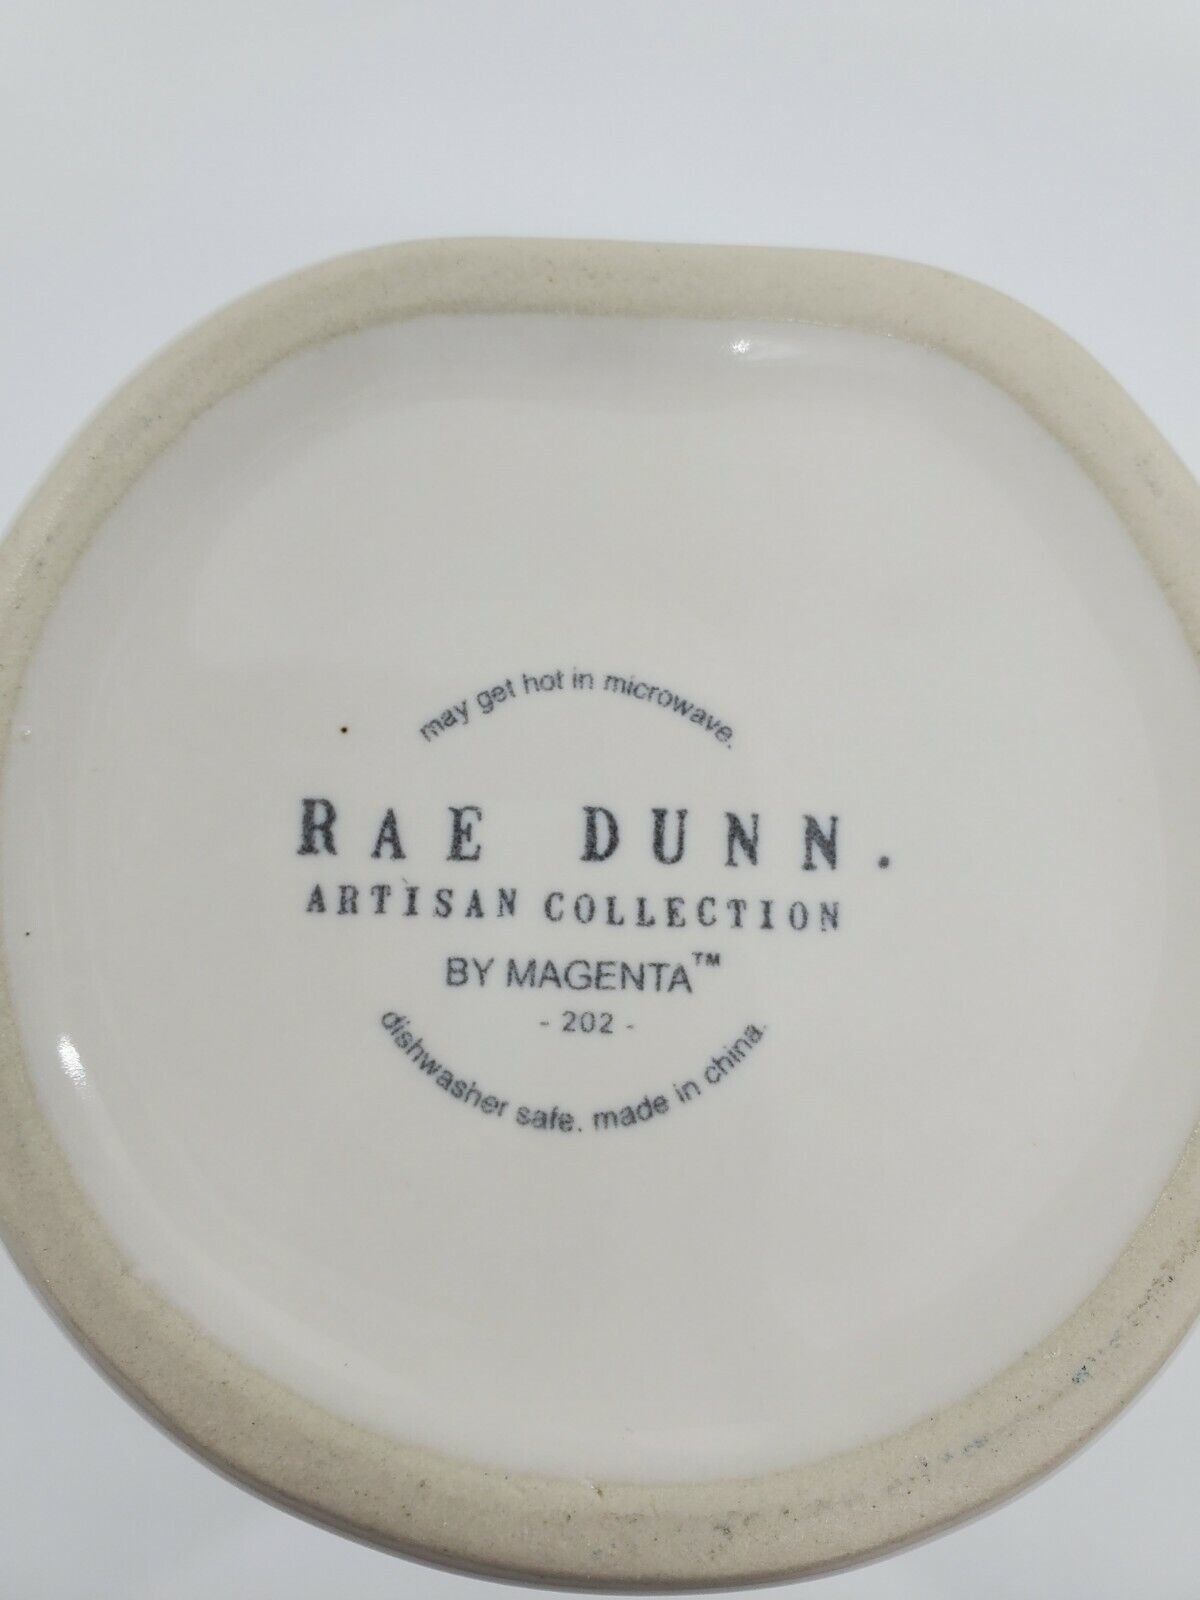 may get hot in microwave.
RAE DUNN.
ARTISAN COLLECTION
BY MAGENTA™
- 202 -
dishwasher safe. made in china.